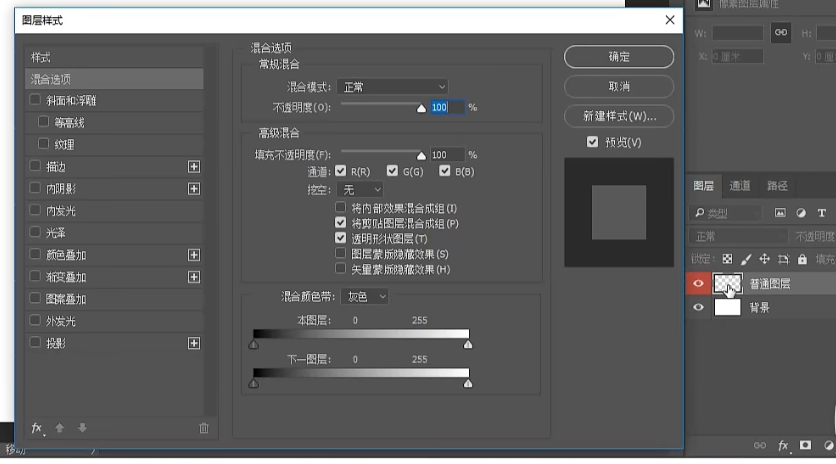 图层样式
样式
混合选项
斜面和浮雕
等高线
纹理
描边
内阴影
内发光
光泽
颜色叠加
渐变叠加
图案叠加
外发光
投影
fx
混合选项
常规混合
混合模式: 正常
不透明度(O): 100 %
高级混合
填充不透明度(F): 100 %
通道: R(R) G(G) B(B)
挖空: 无
将内部效果混合成组(I)
将剪贴图层混合成组(P)
透明形状图层(T)
图层蒙版隐藏效果(S)
矢量蒙版隐藏效果(H)
混合颜色带: 灰色
本图层: 0 255
下一图层: 0 255
确定
取消
新建样式(W)...
预览(V)
像素图层属性
W: H:
X: 0 厘米 Y: 0 厘
图层 通道 路径
类型 T
正常 不透明度
锁定: 填充
普通图层
背景
fx
移动